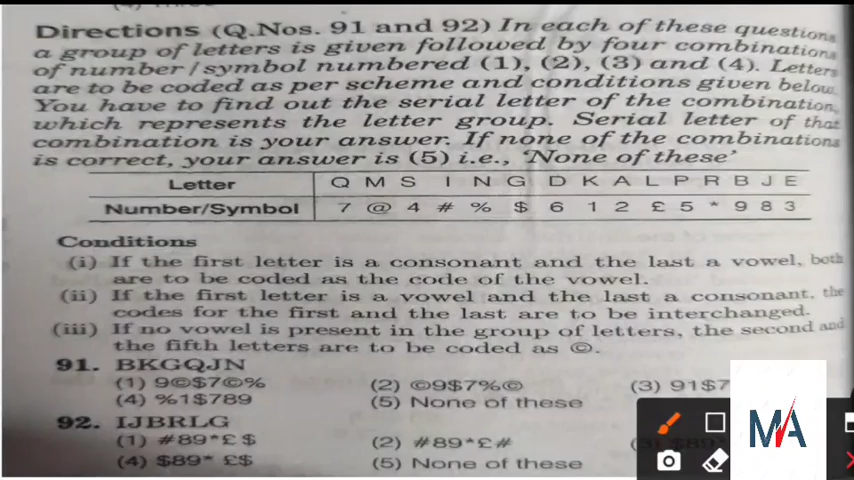 Directions (Q.Nos. 91 and 92) In each of these questions
a group of letters is given followed by four combinations
of number/symbol numbered (1), (2), (3) and (4). Letters
are to be coded as per scheme and conditions given below.
You have to find out the serial letter of the combination,
which represents the letter group. Serial letter of that
combination is your answer. If none of the combinations
is correct, your answer is (5) i.e., 'None of these'
Letter Q M S I N G D K A L P R B J E
Number/Symbol 7 @ 4 # % $ 6 1 2 £ 5 * 9 8 3
Conditions
(i) If the first letter is a consonant and the last a vowel, both
are to be coded as the code of the vowel.
(ii) If the first letter is a vowel and the last a consonant, the
codes for the first and the last are to be interchanged.
(iii) If no vowel is present in the group of letters, the second and
the fifth letters are to be coded as ©.
91. BKGQJN
(1) 9©$7©% (2) ©9$7%© (3) 91$7
(4) %1$789 (5) None of these
92. IJBRLG
(1) #89*£$ (2) #89*£# (3) $89*
(4) $89* £$ (5) None of these
MA